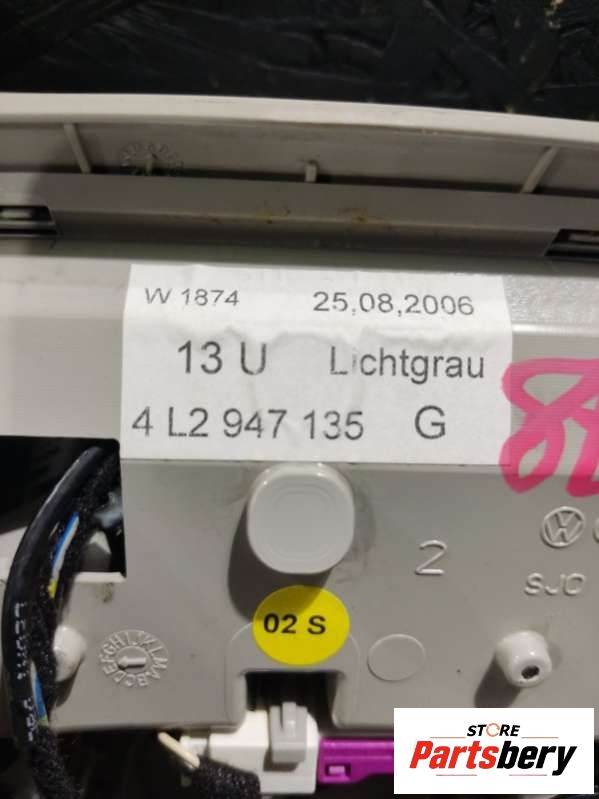 W 1874 25,08,2006
13 U Lichtgrau
4 L2 947 135 G
2
SJO
02 S
STORE
Partsbery